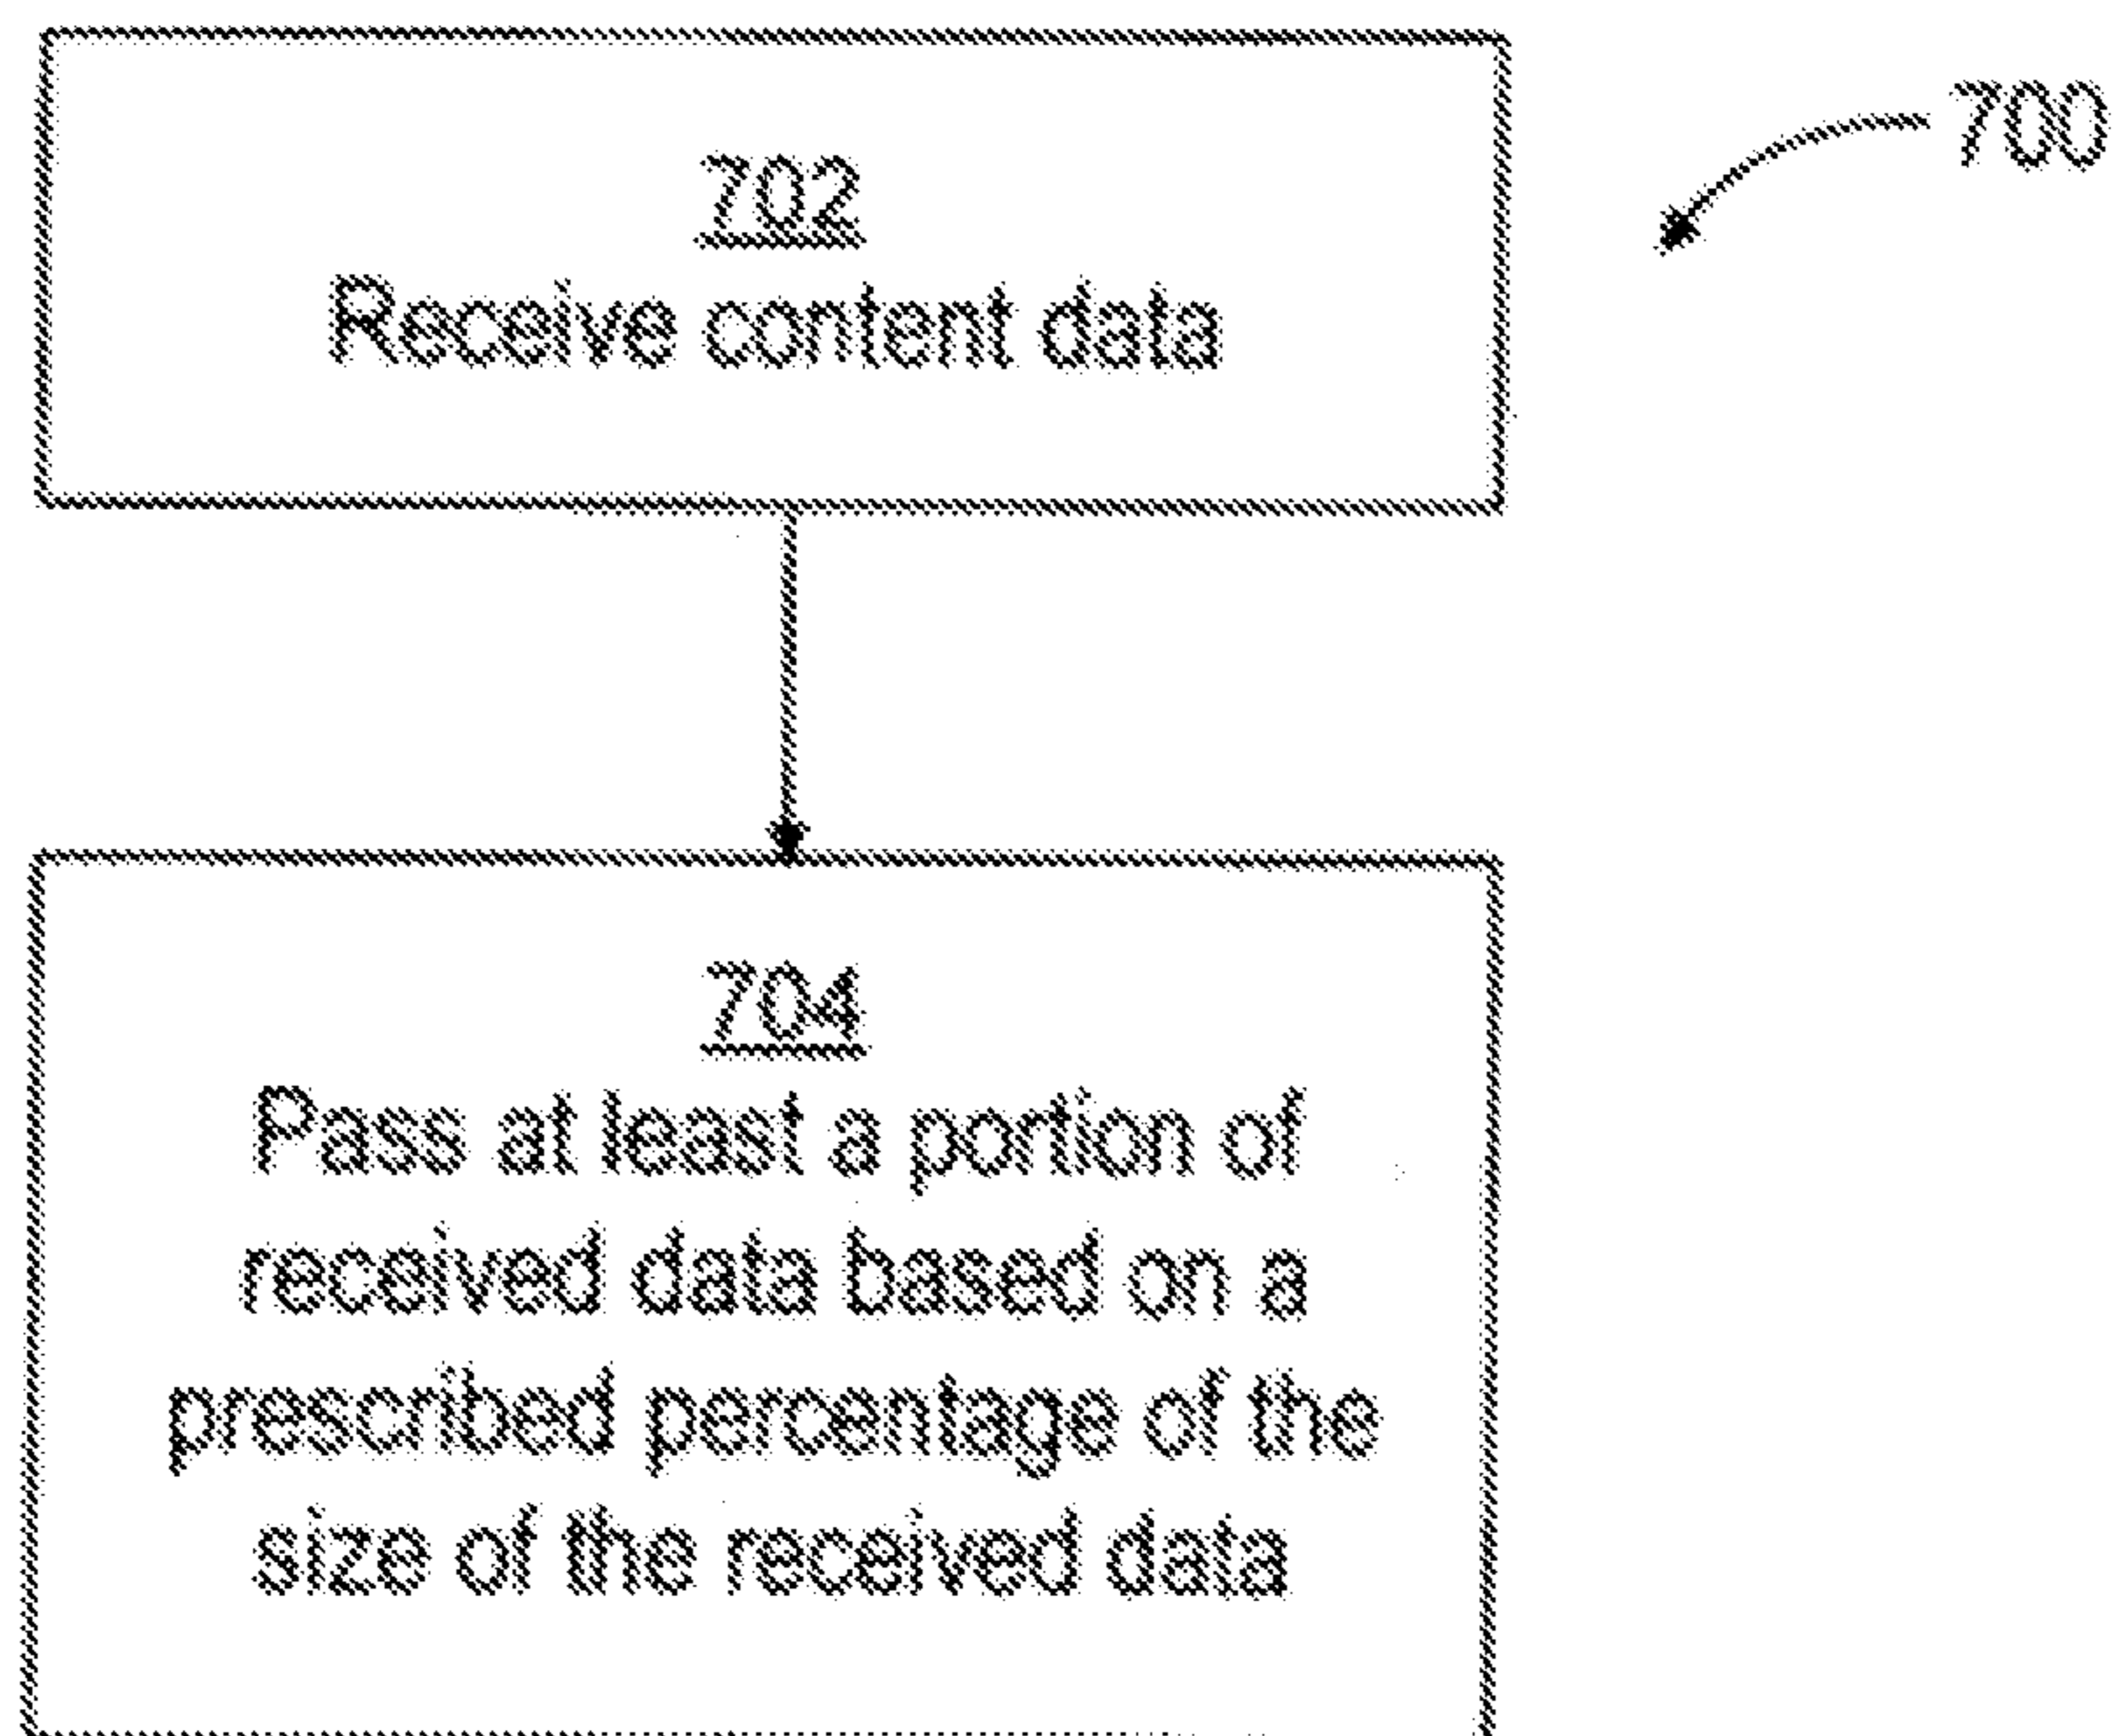 700
702
Receive content data
704
Pass at least a portion of
received data based on a
prescribed percentage of the
size of the received data